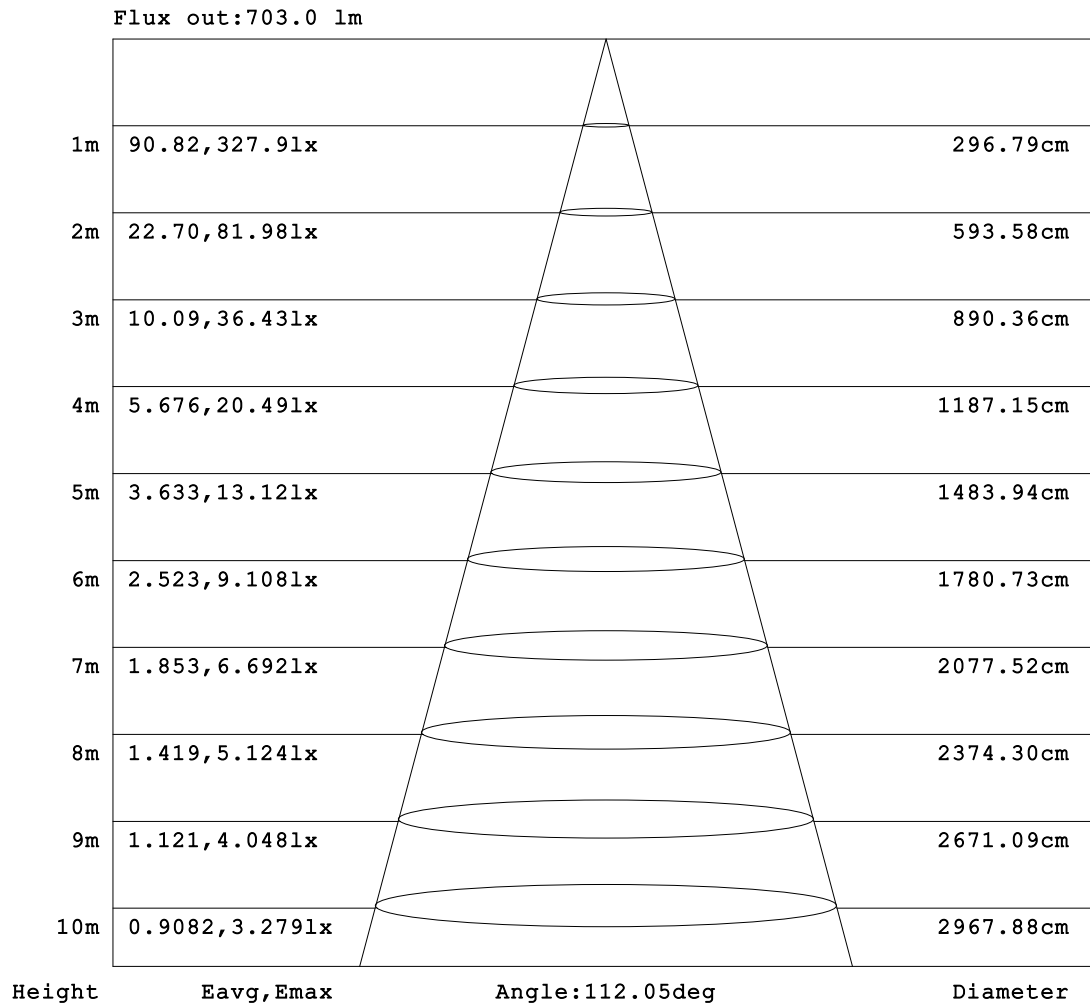 Flux out:703.0 lm
1m 90.82,327.9lx 296.79cm
2m 22.70,81.98lx 593.58cm
3m 10.09,36.43lx 890.36cm
4m 5.676,20.49lx 1187.15cm
5m 3.633,13.12lx 1483.94cm
6m 2.523,9.108lx 1780.73cm
7m 1.853,6.692lx 2077.52cm
8m 1.419,5.124lx 2374.30cm
9m 1.121,4.048lx 2671.09cm
10m 0.9082,3.279lx 2967.88cm
Height Eavg,Emax Angle:112.05deg Diameter